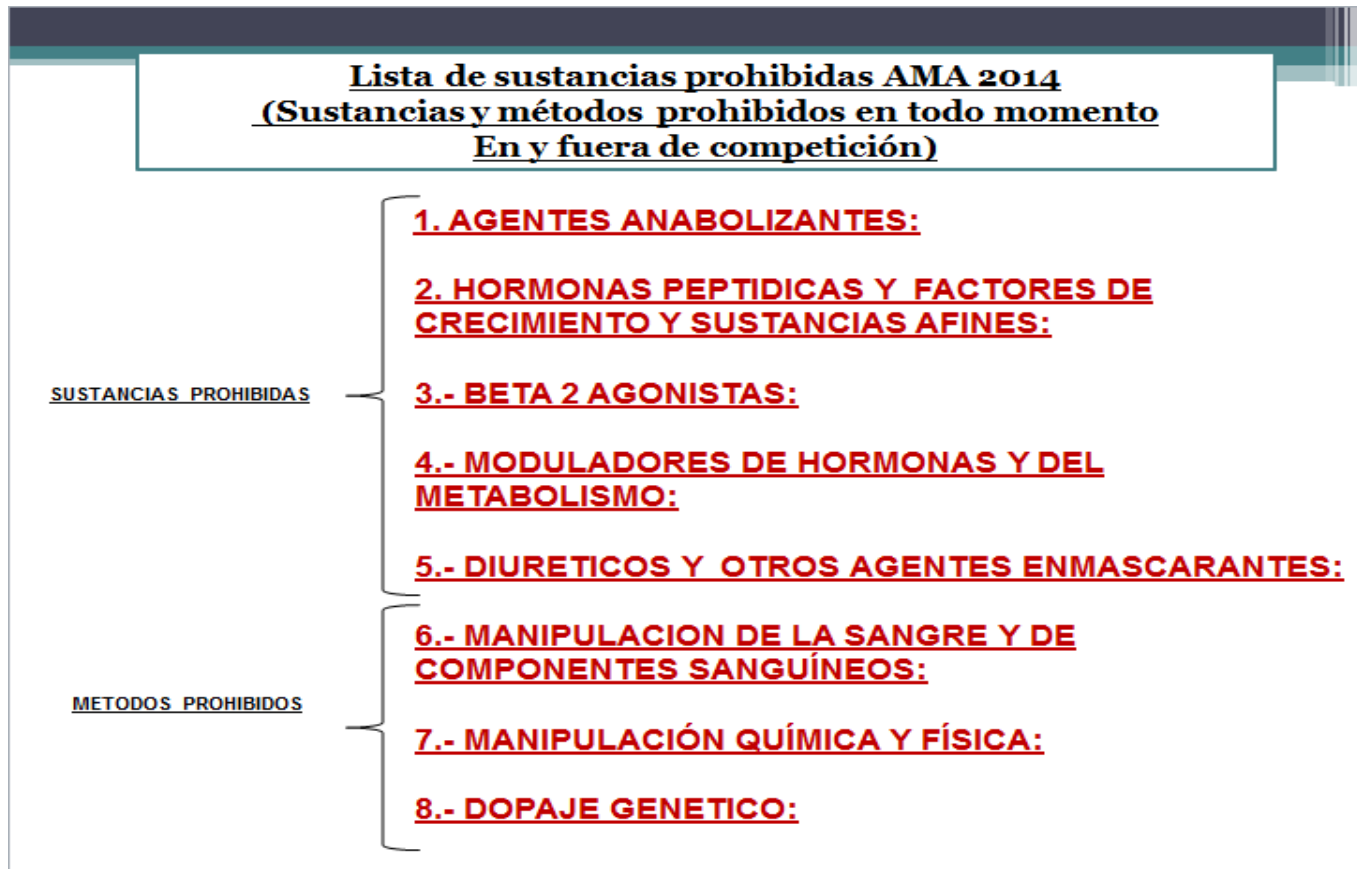 Lista de sustancias prohibidas AMA 2014
(Sustancias y métodos prohibidos en todo momento
En y fuera de competición)
SUSTANCIAS PROHIBIDAS
1. AGENTES ANABOLIZANTES:
2. HORMONAS PEPTIDICAS Y FACTORES DE
CRECIMIENTO Y SUSTANCIAS AFINES:
3.- BETA 2 AGONISTAS:
4.- MODULADORES DE HORMONAS Y DEL
METABOLISMO:
5.- DIURETICOS Y OTROS AGENTES ENMASCARANTES:
METODOS PROHIBIDOS
6.- MANIPULACION DE LA SANGRE Y DE
COMPONENTES SANGUÍNEOS:
7.- MANIPULACIÓN QUÍMICA Y FÍSICA:
8.- DOPAJE GENETICO: